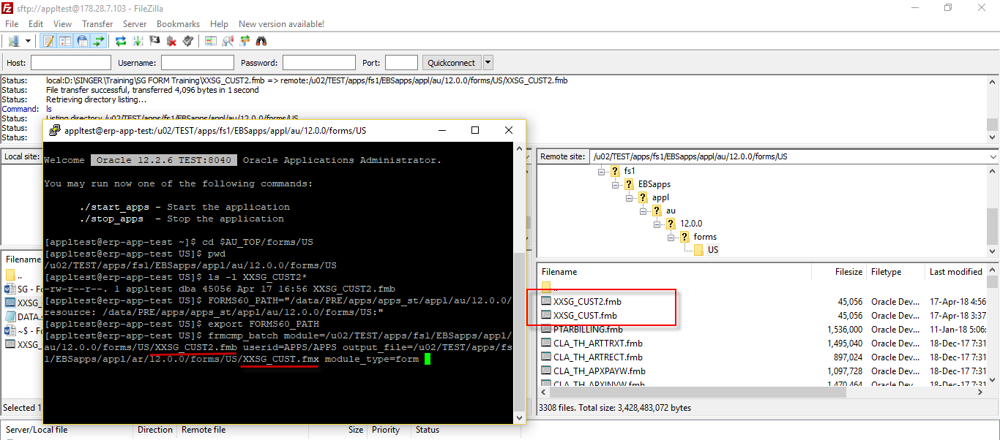 sftp://appltest@178.28.7.103 - FileZilla
File Edit View Transfer Server Bookmarks Help New version available!
Host: Username: Password: Port: Quickconnect
Status: local:D:\SINGER\Training\SG FORM Training\XXSG_CUST2.fmb => remote:/u02/TEST/apps/fs1/EBSapps/appl/au/12.0.0/forms/US/XXSG_CUST2.fmb
Status: File transfer successful, transferred 4,096 bytes in 1 second
Status: Retrieving directory listing...
Command: ls
Status: Listing directory /u02/TEST/apps/fs1/EBSapps/appl/au/12.0.0/forms/US
Status:
Status:
appltest@erp-app-test:/u02/TEST/apps/fs1/EBSapps/appl/au/12.0.0/forms/US
Welcome Oracle 12.2.6 TEST:8040 Oracle Applications Administrator.
You may run now one of the following commands:
./start_apps - Start the application
./stop_apps - Stop the application
[appltest@erp-app-test ~]$ cd $AU_TOP/forms/US
[appltest@erp-app-test US]$ pwd
/u02/TEST/apps/fs1/EBSapps/appl/au/12.0.0/forms/US
[appltest@erp-app-test US]$ ls -l XXSG_CUST2*
-rw-r--r--. 1 appltest dba 45056 Apr 17 16:56 XXSG_CUST2.fmb
[appltest@erp-app-test US]$ FORMS60_PATH="/data/PRE/apps/apps_st/appl/au/12.0.0/
resource: /data/PRE/apps/apps_st/appl/au/12.0.0/forms/US:"
[appltest@erp-app-test US]$ export FORMS60_PATH
[appltest@erp-app-test US]$ frmcmp_batch module=/u02/TEST/apps/fs1/EBSapps/appl/
au/12.0.0/forms/US/XXSG_CUST2.fmb userid=APPS/APPS output_file=/u02/TEST/apps/fs
1/EBSapps/appl/ar/12.0.0/forms/US/XXSG_CUST.fmx module_type=form
Local site:
Filename
..
SG - Fo
XXSG_
DATA.
~$ - Fo
XXSG_
Selected 1
Remote site: /u02/TEST/apps/fs1/EBSapps/appl/au/12.0.0/forms/US
fs1
EBSapps
appl
au
12.0.0
forms
US
Filename Filesize Filetype Last modified
..
XXSG_CUST2.fmb 45,056 Oracle Dev... 17-Apr-18 4:56
XXSG_CUST.fmb 45,056 Oracle Dev... 17-Apr-18 3:37
PTARBILLING.fmb 1,536,000 Oracle Dev... 11-Jan-18 5:06:
CLA_TH_ARTTRXT.fmb 1,495,040 Oracle Dev... 18-Dec-17 7:31
CLA_TH_ARTRECT.fmb 897,024 Oracle Dev... 18-Dec-17 7:31
CLA_TH_APXPAYW.fmb 1,097,728 Oracle Dev... 18-Dec-17 7:31
CLA_TH_APXINVW.fmb 1,470,464 Oracle Dev... 18-Dec-17 7:31
3308 files. Total size: 3,428,483,072 bytes
Server/Local file Direction Remote file Size Priority Status